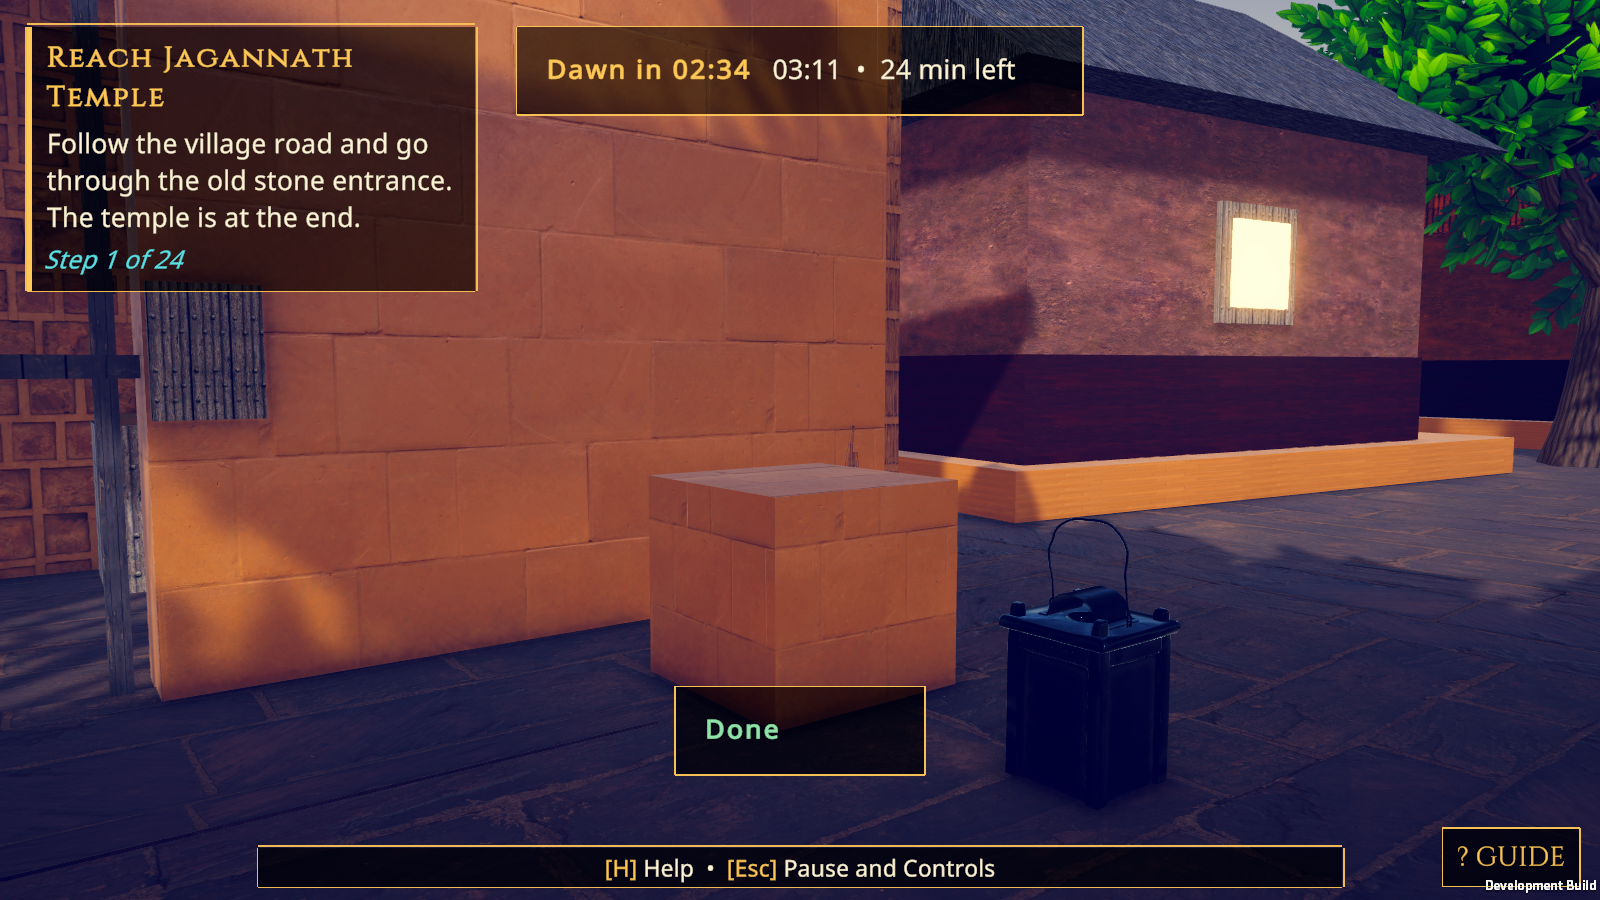 Reach Jagannath
Temple
Follow the village road and go
through the old stone entrance.
The temple is at the end.
Step 1 of 24
Dawn in 02:34 03:11 • 24 min left
Done
[H] Help • [Esc] Pause and Controls
? GUIDE
Development Build